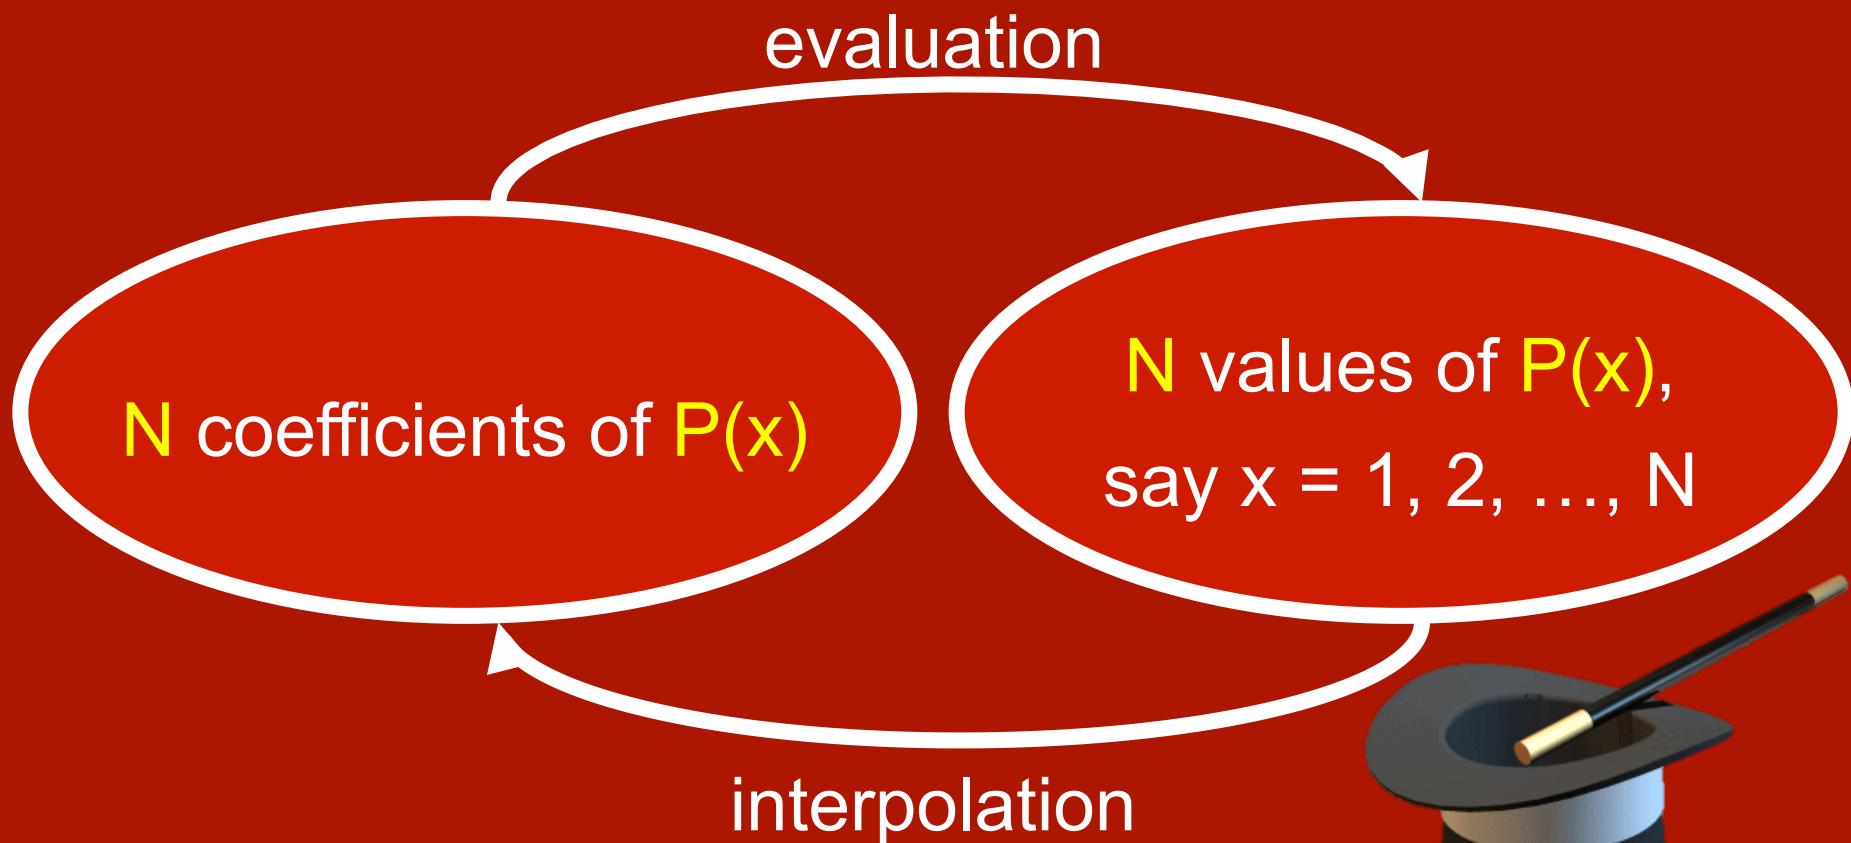 evaluation
N coefficients of P(x)
N values of P(x),
say x = 1, 2, …, N
interpolation